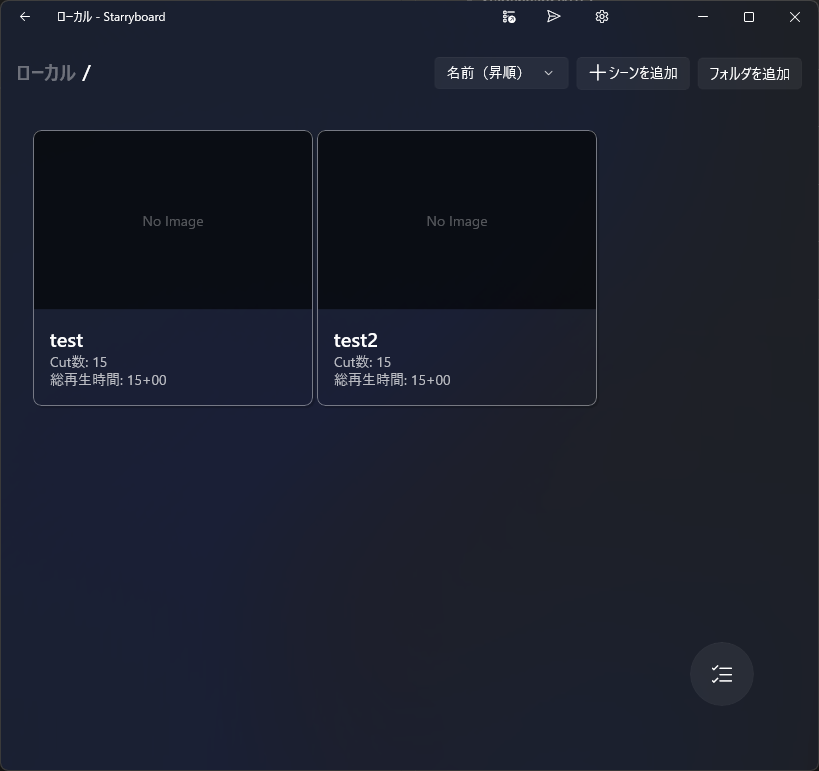 ローカル - Starryboard
ローカル /
名前（昇順）
シーンを追加
フォルダを追加
No Image
test
Cut数: 15
総再生時間: 15+00
No Image
test2
Cut数: 15
総再生時間: 15+00